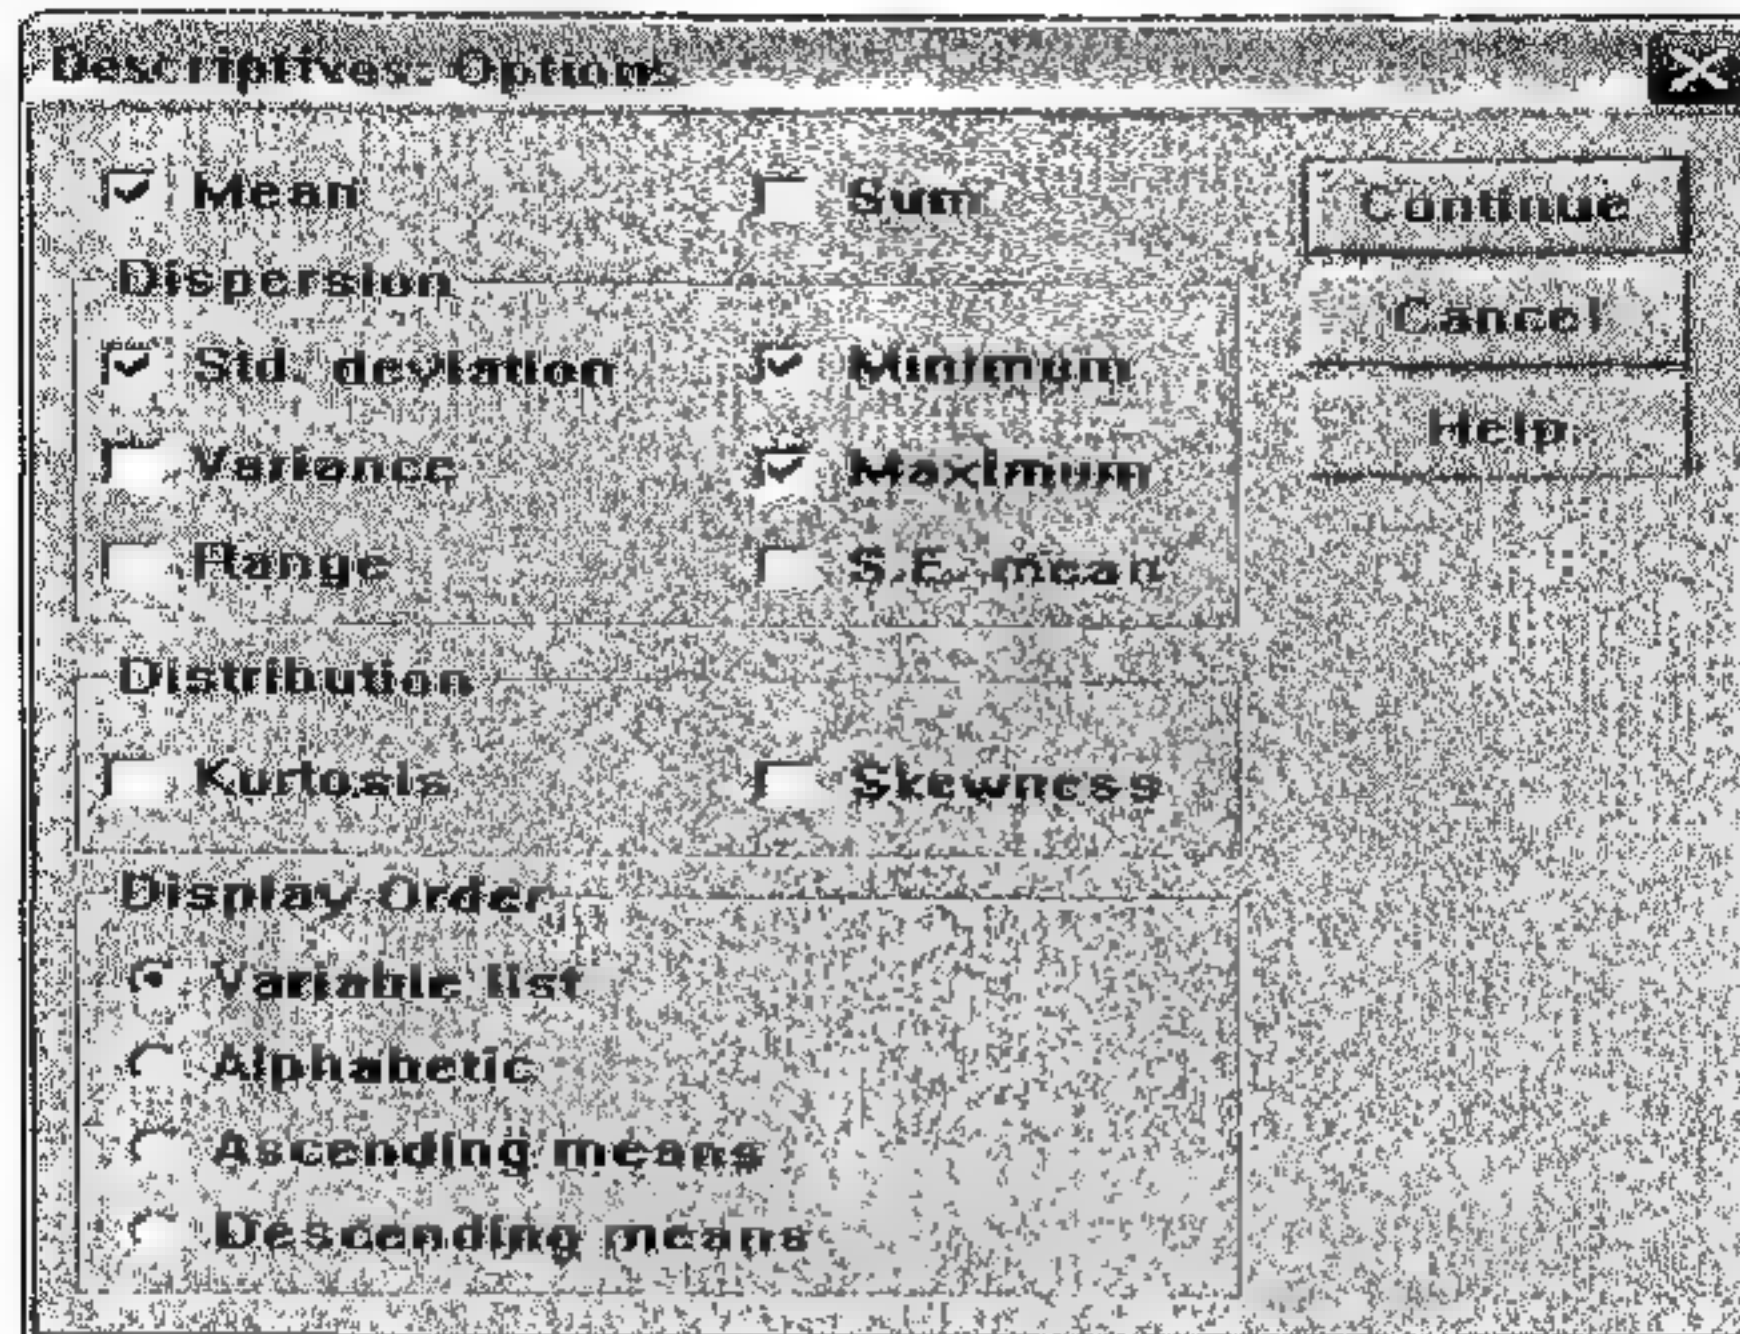 Descriptives: Options
Mean Sum
Continue
Dispersion
Cancel
Std. deviation Minimum
Help
Variance Maximum
Range S.E. mean
Distribution
Kurtosis Skewness
Display Order
Variable list
Alphabetic
Ascending means
Descending means